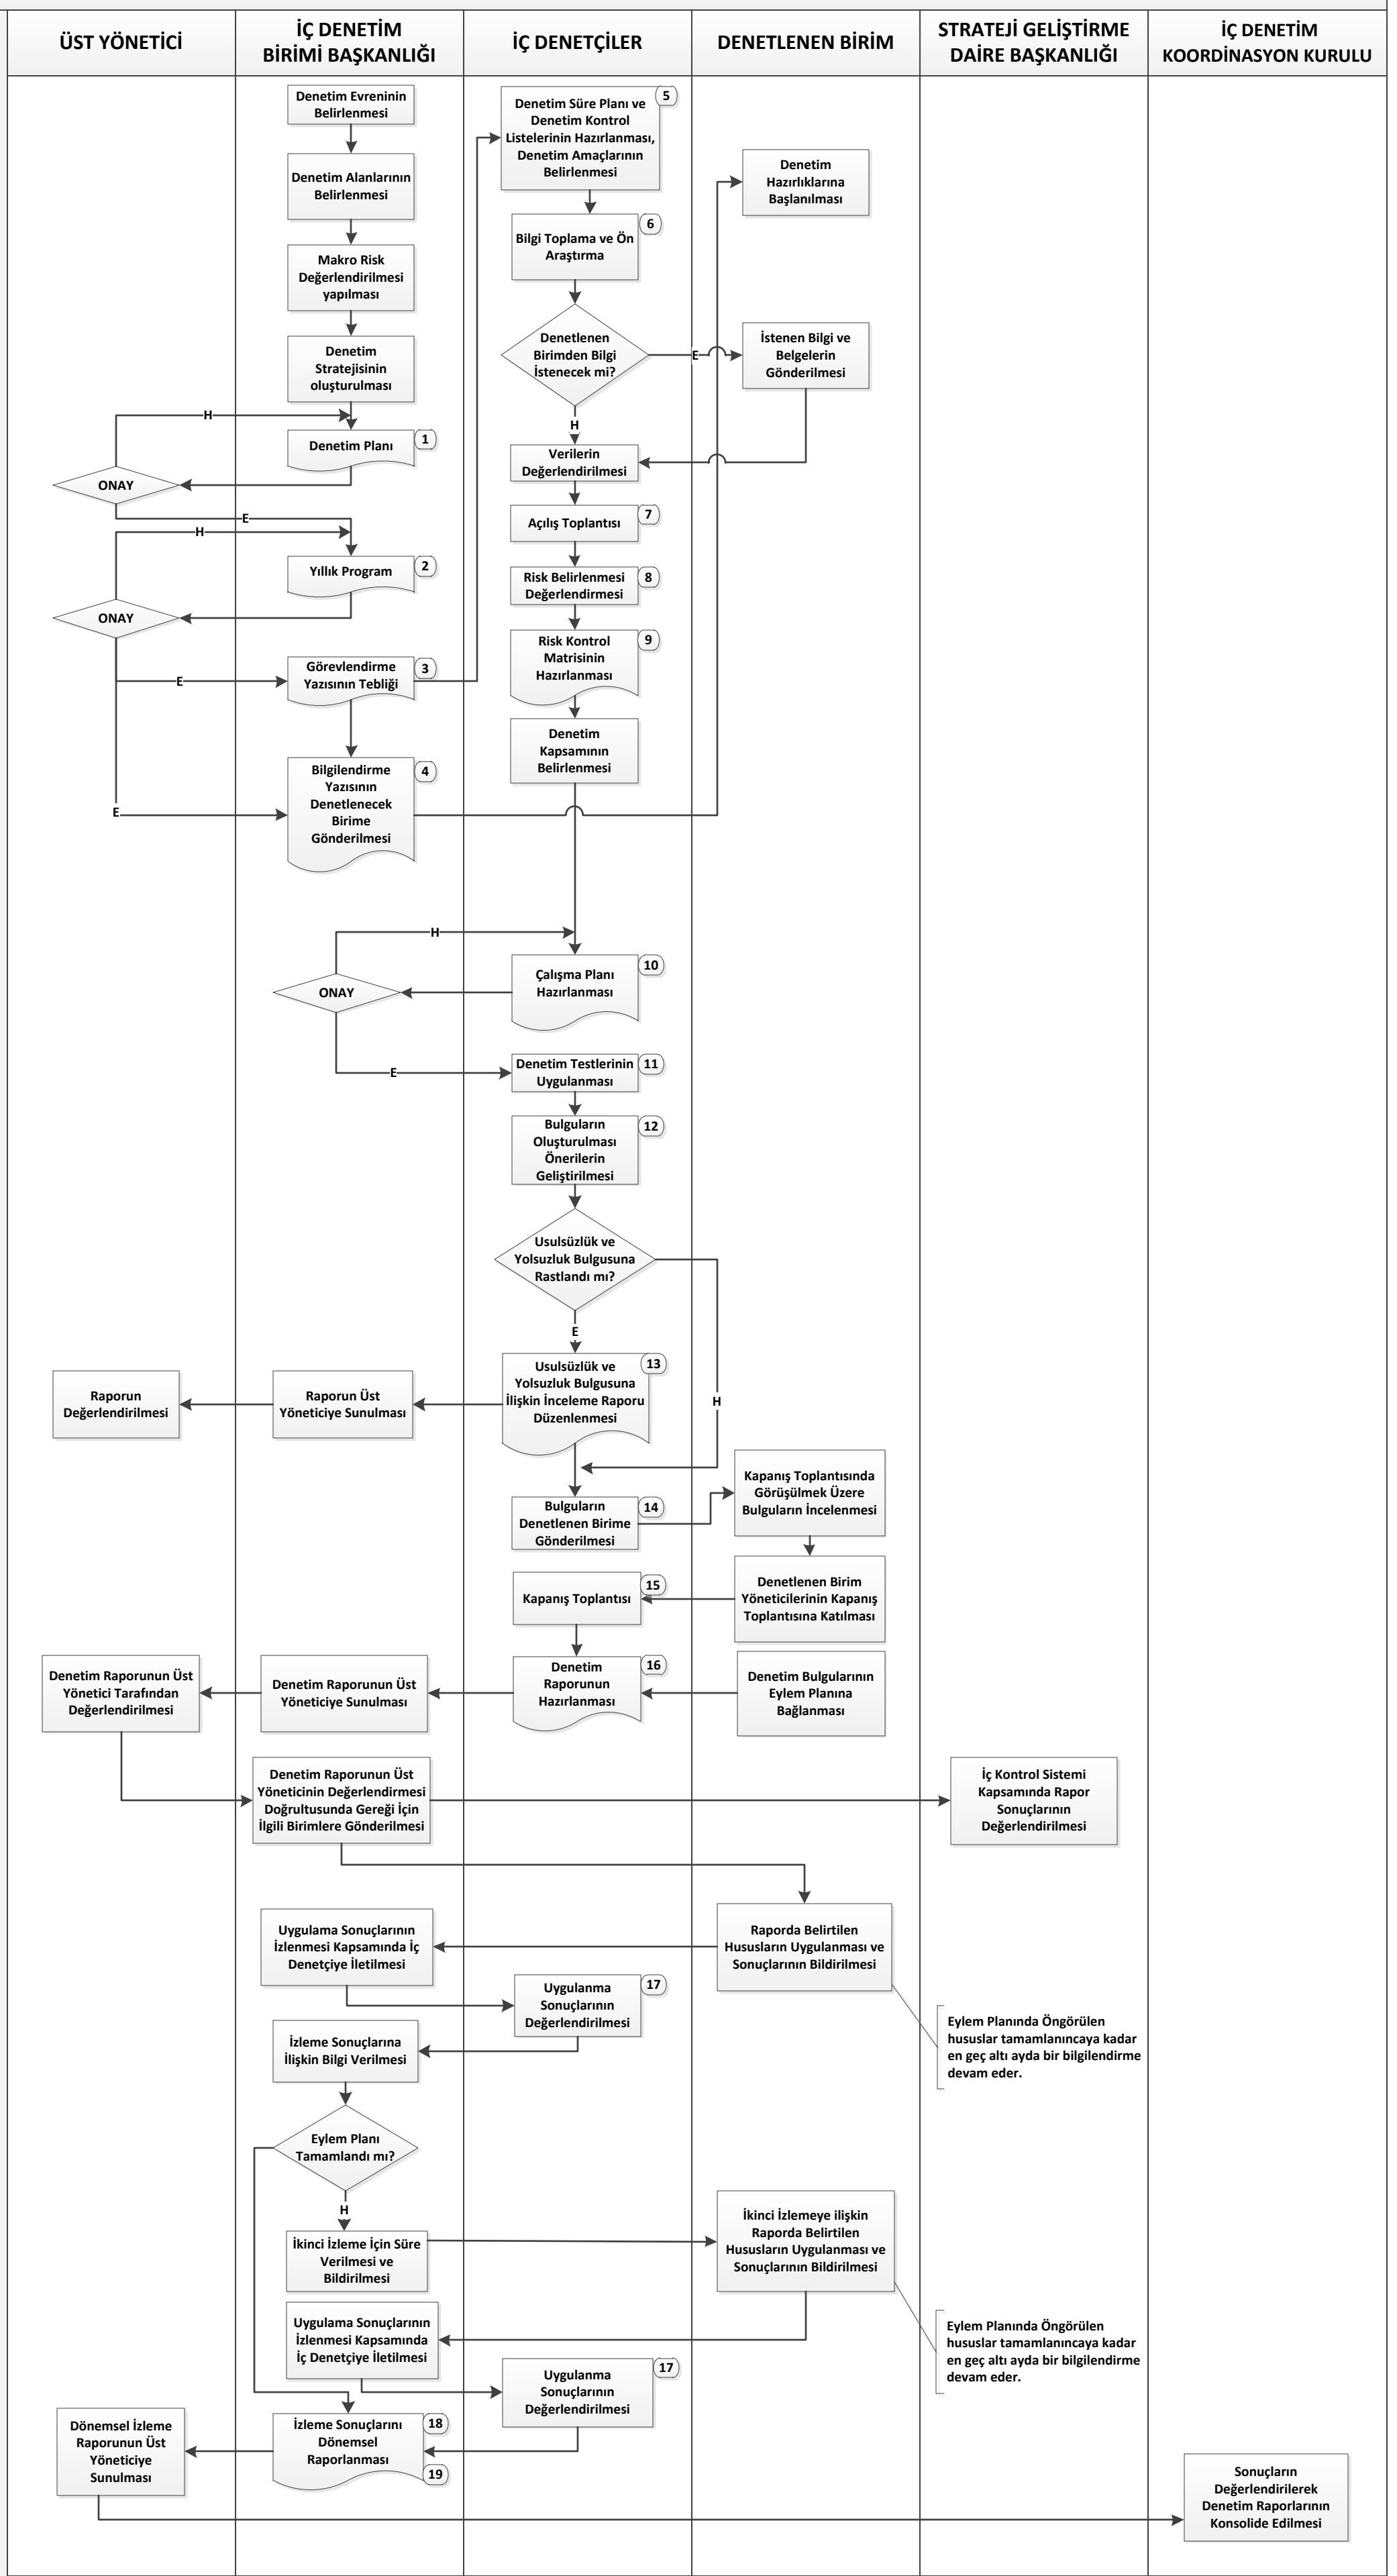 ÜST YÖNETİCİ
İÇ DENETİM
BİRİMİ BAŞKANLIĞI
İÇ DENETÇİLER
DENETLENEN BİRİM
STRATEJİ GELİŞTİRME
DAİRE BAŞKANLIĞI
İÇ DENETİM
KOORDİNASYON KURULU
Denetim Evreninin
Belirlenmesi
Denetim Alanlarının
Belirlenmesi
Makro Risk
Değerlendirilmesi
yapılması
Denetim
Stratejisinin
oluşturulması
H
Denetim Planı
1
ONAY
E
H
Yıllık Program
2
ONAY
E
Görevlendirme
Yazısının Tebliği
3
E
Bilgilendirme
Yazısının
Denetlenecek
Birime
Gönderilmesi
4
Denetim Süre Planı ve
Denetim Kontrol
Listelerinin Hazırlanması,
Denetim Amaçlarının
Belirlenmesi
5
Denetim
Hazırlıklarına
Başlanılması
Bilgi Toplama ve Ön
Araştırma
6
Denetlenen
Birimden Bilgi
İstenecek mi?
E
İstenen Bilgi ve
Belgelerin
Gönderilmesi
H
Verilerin
Değerlendirilmesi
Açılış Toplantısı
7
Risk Belirlenmesi
Değerlendirmesi
8
Risk Kontrol
Matrisinin
Hazırlanması
9
Denetim
Kapsamının
Belirlenmesi
H
Çalışma Planı
Hazırlanması
10
ONAY
E
Denetim Testlerinin
Uygulanması
11
Bulguların
Oluşturulması
Önerilerin
Geliştirilmesi
12
Usulsüzlük ve
Yolsuzluk Bulgusuna
Rastlandı mı?
E
H
Usulsüzlük ve
Yolsuzluk Bulgusuna
İlişkin İnceleme Raporu
Düzenlenmesi
13
Raporun Üst
Yöneticiye Sunulması
Raporun
Değerlendirilmesi
Bulguların
Denetlenen Birime
Gönderilmesi
14
Kapanış Toplantısında
Görüşülmek Üzere
Bulguların İncelenmesi
Denetlenen Birim
Yöneticilerinin Kapanış
Toplantısına Katılması
Kapanış Toplantısı
15
Denetim
Raporunun
Hazırlanması
16
Denetim Bulgularının
Eylem Planına
Bağlanması
Denetim Raporunun Üst
Yöneticiye Sunulması
Denetim Raporunun Üst
Yönetici Tarafından
Değerlendirilmesi
Denetim Raporunun Üst
Yöneticinin Değerlendirmesi
Doğrultusunda Gereği İçin
İlgili Birimlere Gönderilmesi
İç Kontrol Sistemi
Kapsamında Rapor
Sonuçlarının
Değerlendirilmesi
Raporda Belirtilen
Hususların Uygulanması ve
Sonuçlarının Bildirilmesi
Uygulama Sonuçlarının
İzlenmesi Kapsamında İç
Denetçiye İletilmesi
Uygulanma
Sonuçlarının
Değerlendirilmesi
17
Eylem Planında Öngörülen
hususlar tamamlanıncaya kadar
en geç altı ayda bir bilgilendirme
devam eder.
İzleme Sonuçlarına
İlişkin Bilgi Verilmesi
Eylem Planı
Tamamlandı mı?
H
İkinci İzleme İçin Süre
Verilmesi ve
Bildirilmesi
İkinci İzlemeye ilişkin
Raporda Belirtilen
Hususların Uygulanması ve
Sonuçlarının Bildirilmesi
Uygulama Sonuçlarının
İzlenmesi Kapsamında
İç Denetçiye İletilmesi
Eylem Planında Öngörülen
hususlar tamamlanıncaya kadar
en geç altı ayda bir bilgilendirme
devam eder.
Uygulanma
Sonuçlarının
Değerlendirilmesi
17
İzleme Sonuçlarını
Dönemsel
Raporlanması
18
19
Dönemsel İzleme
Raporunun Üst
Yöneticiye
Sunulması
Sonuçların
Değerlendirilerek
Denetim Raporlarının
Konsolide Edilmesi